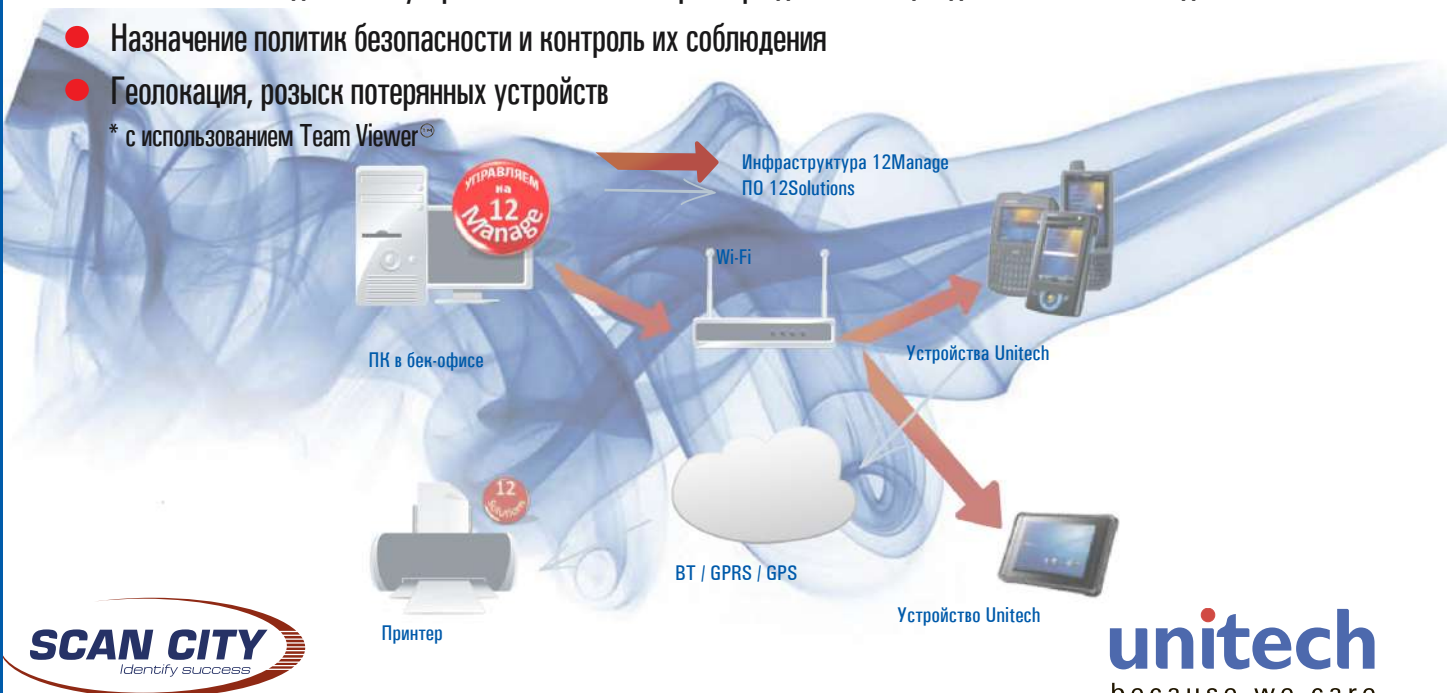 Назначение политик безопасности и контроль их соблюдения
Геолокация, розыск потерянных устройств
* с использованием Team Viewer
УПРАВЛЯЕМ
на
12
Manage
Инфраструктура 12Manage
ПО 12Solutions
Wi-Fi
ПК в бек-офисе
Устройства Unitech
12
Solutions
BT / GPRS / GPS
Принтер
Устройство Unitech
SCAN CITY
Identify success
unitech
because we care